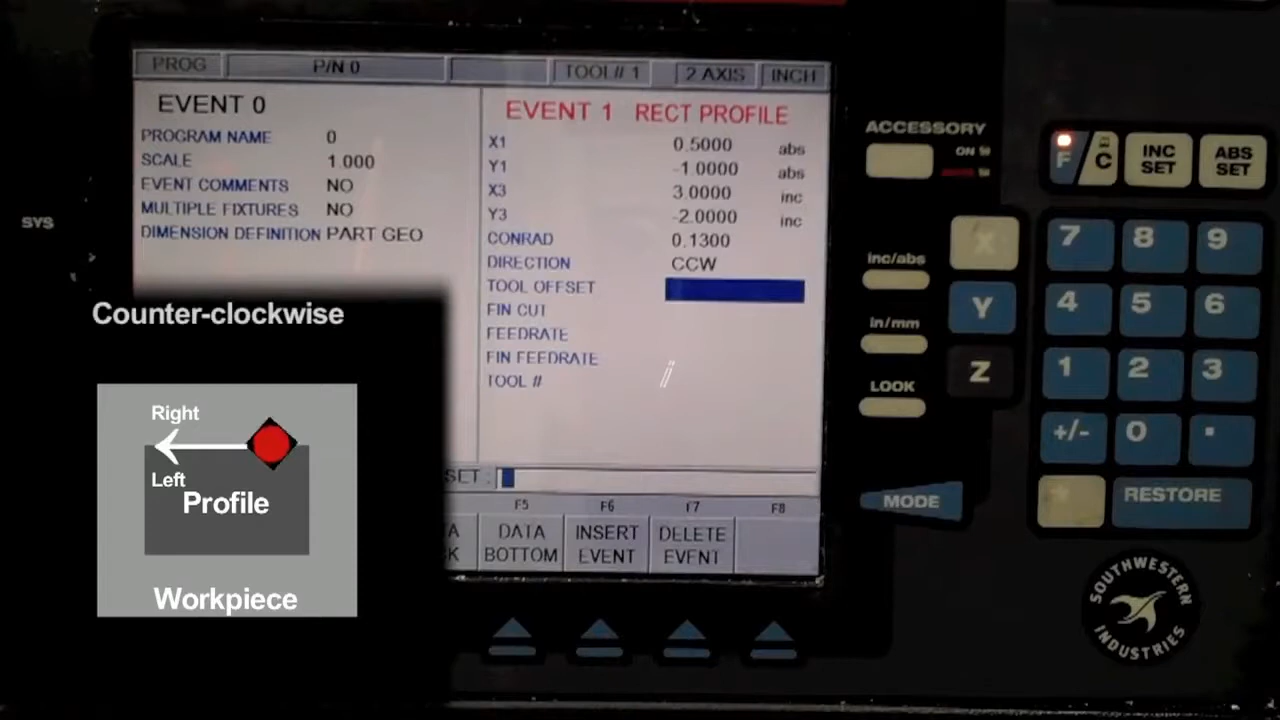 PROG P/N 0 TOOL# 1 2 AXIS INCH
EVENT 0
PROGRAM NAME 0
SCALE 1.000
EVENT COMMENTS NO
MULTIPLE FIXTURES NO
DIMENSION DEFINITION PART GEO
EVENT 1 RECT PROFILE
X1 0.5000 abs
Y1 -1.0000 abs
X3 3.0000 inc
Y3 -2.0000 inc
CONRAD 0.1300
DIRECTION CCW
TOOL OFFSET
FIN CUT
FEEDRATE
FIN FEEDRATE
TOOL #
SET :
F5 F6 F7 F8
DATA BOTTOM
INSERT EVENT
DELETE EVENT
SYS
Counter-clockwise
Right
Left
Profile
Workpiece
ACCESSORY
ON
F/C
INC SET
ABS SET
inc/abs
in/mm
LOOK
MODE
X
Y
Z
7 8 9
4 5 6
1 2 3
+/- 0 .
RESTORE
SOUTHWESTERN INDUSTRIES